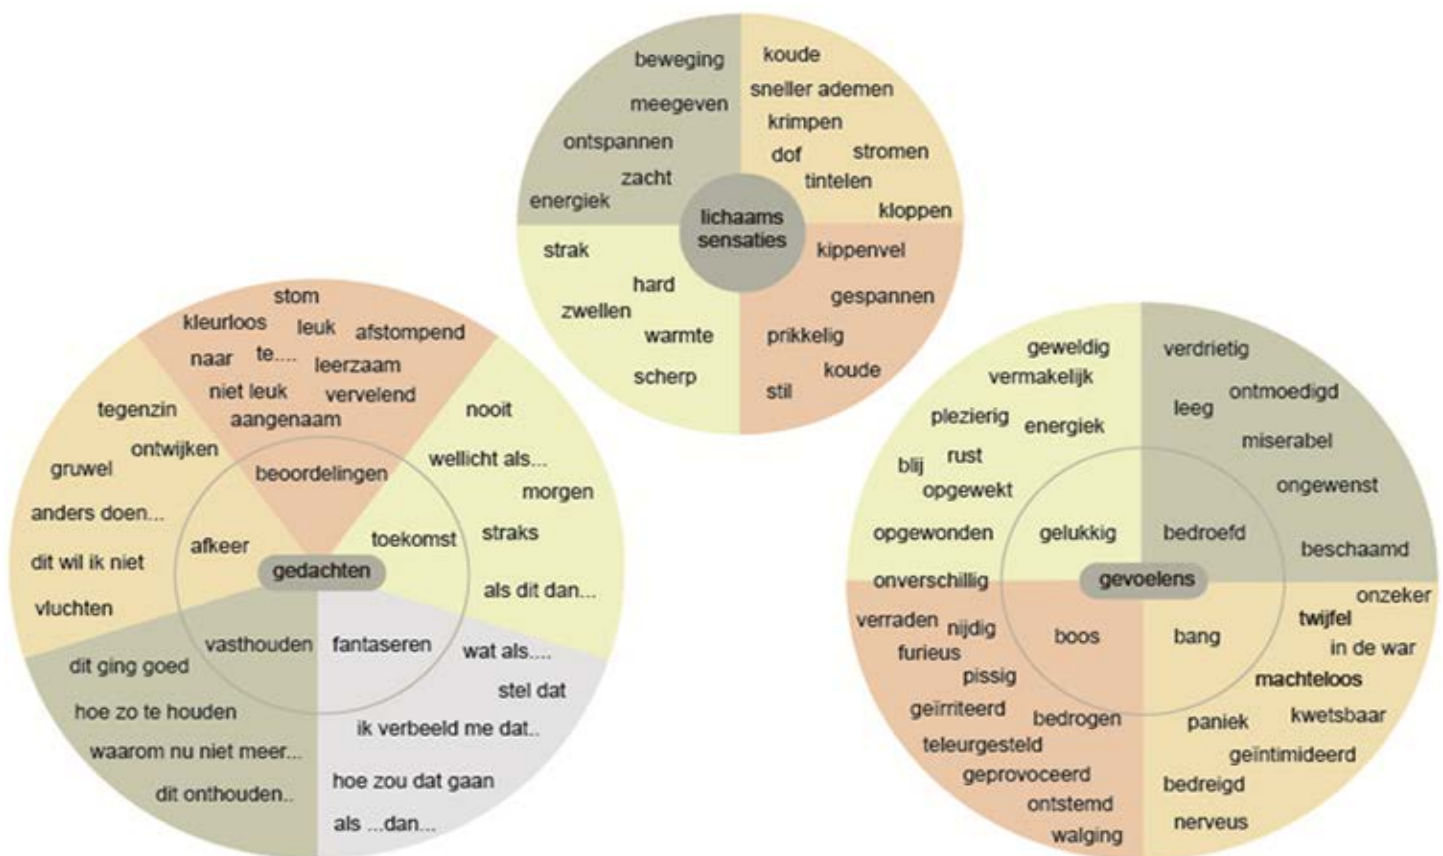 beweging
meegeven
ontspannen
zacht
energiek
koude
sneller ademen
krimpen
dof
stromen
tintelen
kloppen
lichaams
sensaties
strak
hard
zwellen
warmte
scherp
kippenvel
gespannen
prikkelig
koude
stil
stom
kleurloos
leuk
afstompend
naar
te....
leerzaam
niet leuk
vervelend
aangenaam
beoordelingen
tegenzin
ontwijken
gruwel
anders doen...
afkeer
dit wil ik niet
vluchten
nooit
wellicht als...
morgen
straks
toekomst
als dit dan...
gedachten
vasthouden
dit ging goed
hoe zo te houden
waarom nu niet meer...
dit onthouden..
fantaseren
wat als....
stel dat
ik verbeeld me dat..
hoe zou dat gaan
als ...dan...
geweldig
vermakelijk
plezierig
energiek
blij
rust
opgewekt
opgewonden
gelukkig
verdrietig
ontmoedigd
leeg
miserabel
ongewenst
bedroefd
beschaamd
gevoelens
onverschillig
verraden
nijdig
boos
furieus
pissig
geïrriteerd
bedrogen
teleurgesteld
geprovoceerd
ontstemd
walging
onzeker
twijfel
bang
in de war
machteloos
paniek
kwetsbaar
geïntimideerd
bedreigd
nerveus